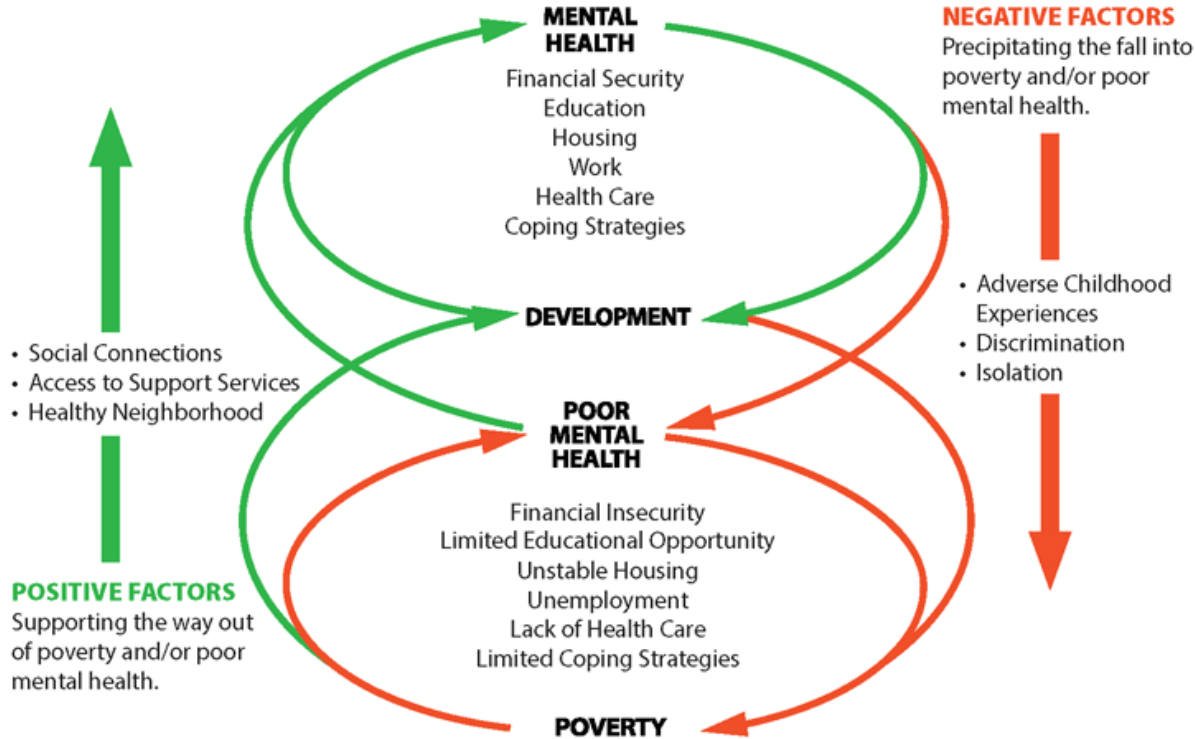 MENTAL
HEALTH
Financial Security
Education
Housing
Work
Health Care
Coping Strategies
NEGATIVE FACTORS
Precipitating the fall into
poverty and/or poor
mental health.
• Adverse Childhood
Experiences
• Discrimination
• Isolation
DEVELOPMENT
• Social Connections
• Access to Support Services
• Healthy Neighborhood
POOR
MENTAL
HEALTH
Financial Insecurity
Limited Educational Opportunity
Unstable Housing
Unemployment
Lack of Health Care
Limited Coping Strategies
POSITIVE FACTORS
Supporting the way out
of poverty and/or poor
mental health.
POVERTY